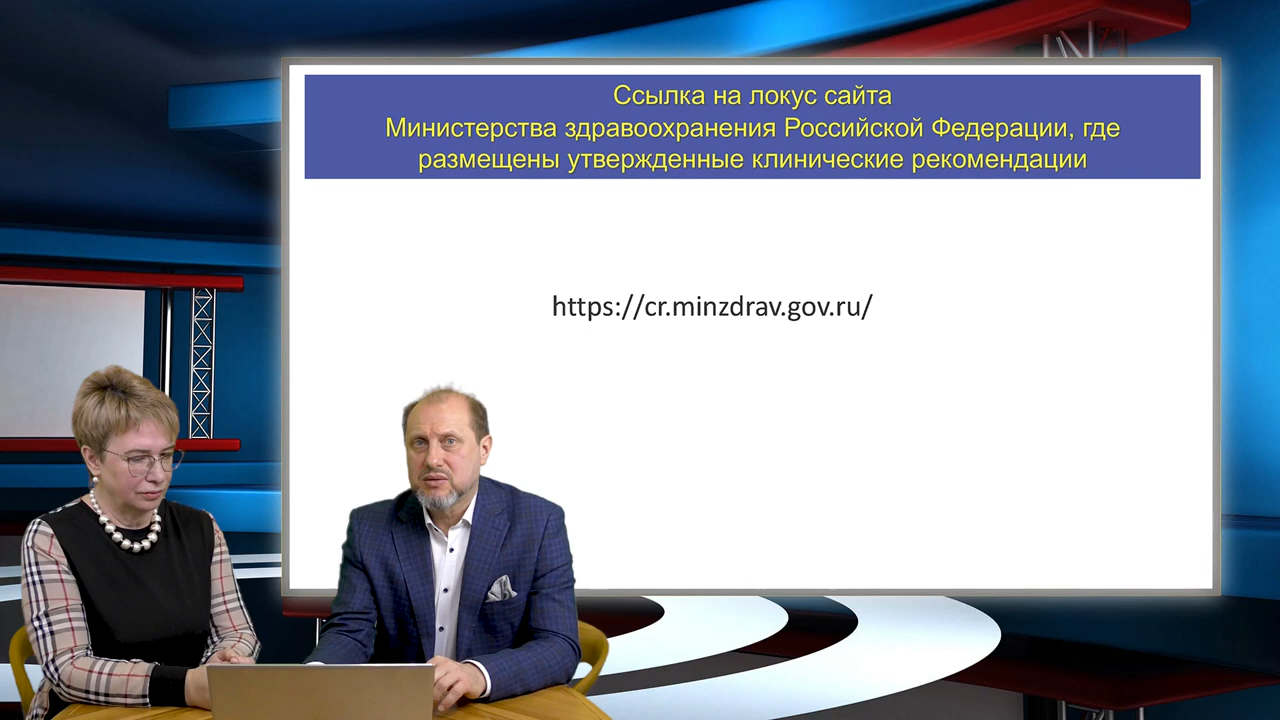 Ссылка на локус сайта
Министерства здравоохранения Российской Федерации, где
размещены утвержденные клинические рекомендации
https://cr.minzdrav.gov.ru/